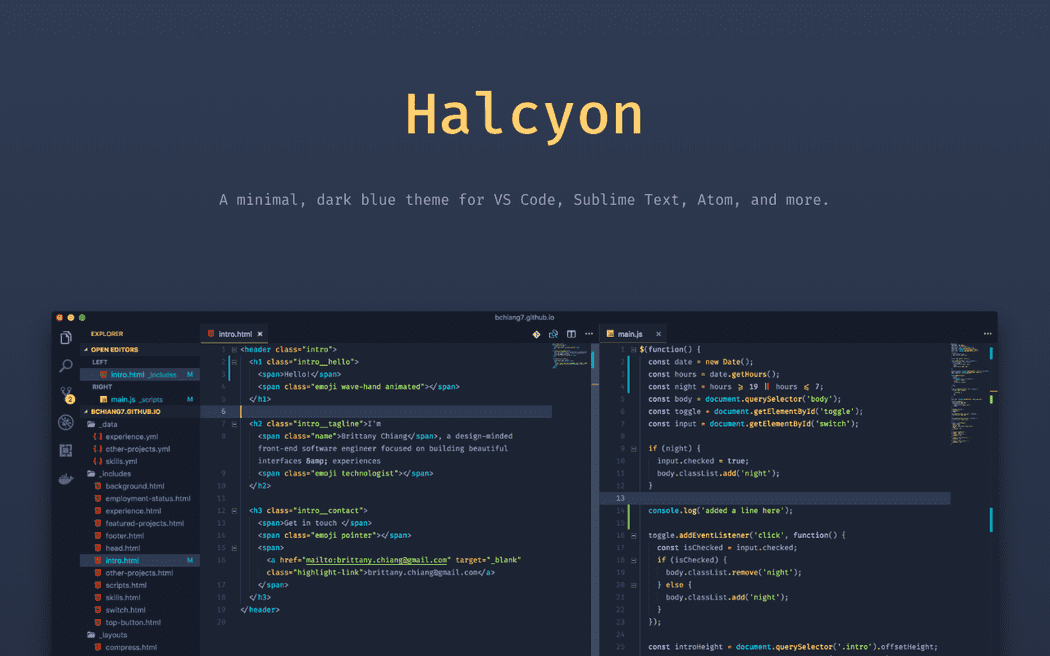 Halcyon
A minimal, dark blue theme for VS Code, Sublime Text, Atom, and more.
bchiang7.github.io
EXPLORER
OPEN EDITORS
LEFT
intro.html _includes M
RIGHT
main.js _scripts M
2
BCHIANG7.GITHUB.IO
_data
experience.yml
other-projects.yml
skills.yml
_includes
background.html
employment-status.html
experience.html
featured-projects.html
footer.html
head.html
intro.html M
other-projects.html
scripts.html
skills.html
switch.html
top-button.html
_layouts
compress.html
intro.html
1 <header class="intro">
2 <h1 class="intro__hello">
3 <span>Hello!</span>
4 <span class="emoji wave-hand animated"></span>
5 </h1>
6
7 <h2 class="intro__tagline">I'm
8 <span class="name">Brittany Chiang</span>, a design-minded
front-end software engineer focused on building beautiful
interfaces &amp; experiences
9 <span class="emoji technologist"></span>
10 </h2>
11
12 <h3 class="intro__contact">
13 <span>Get in touch </span>
14 <span class="emoji pointer"></span>
15 <span>
16 <a href="mailto:brittany.chiang@gmail.com" target="_blank"
class="highlight-link">brittany.chiang@gmail.com</a>
17 </span>
18 </h3>
19 </header>
20
main.js
1 $(function() {
2 const date = new Date();
3 const hours = date.getHours();
4 const night = hours ⩾ 19 || hours ⩽ 7;
5 const body = document.querySelector('body');
6 const toggle = document.getElementById('toggle');
7 const input = document.getElementById('switch');
8
9 if (night) {
10 input.checked = true;
11 body.classList.add('night');
12 }
13
14 console.log('added a line here');
15
16 toggle.addEventListener('click', function() {
17 const isChecked = input.checked;
18 if (isChecked) {
19 body.classList.remove('night');
20 } else {
21 body.classList.add('night');
22 }
23 });
24
25 const introHeight = document.querySelector('.intro').offsetHeight;